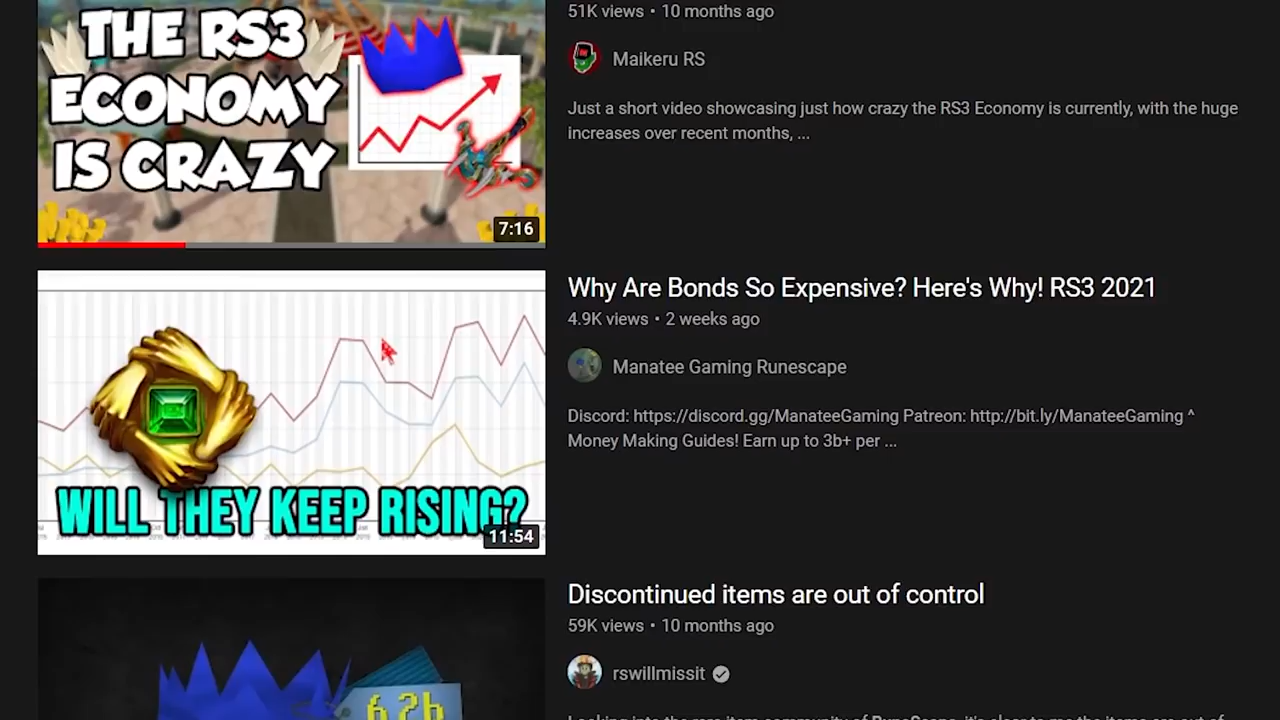 THE RS3
ECONOMY
IS CRAZY
7:16
51K views • 10 months ago
Maikeru RS
Just a short video showcasing just how crazy the RS3 Economy is currently, with the huge
increases over recent months, ...
WILL THEY KEEP RISING?
11:54
Why Are Bonds So Expensive? Here's Why! RS3 2021
4.9K views • 2 weeks ago
Manatee Gaming Runescape
Discord: https://discord.gg/ManateeGaming Patreon: http://bit.ly/ManateeGaming ^
Money Making Guides! Earn up to 3b+ per ...
6.2b
Discontinued items are out of control
59K views • 10 months ago
rswillmissit